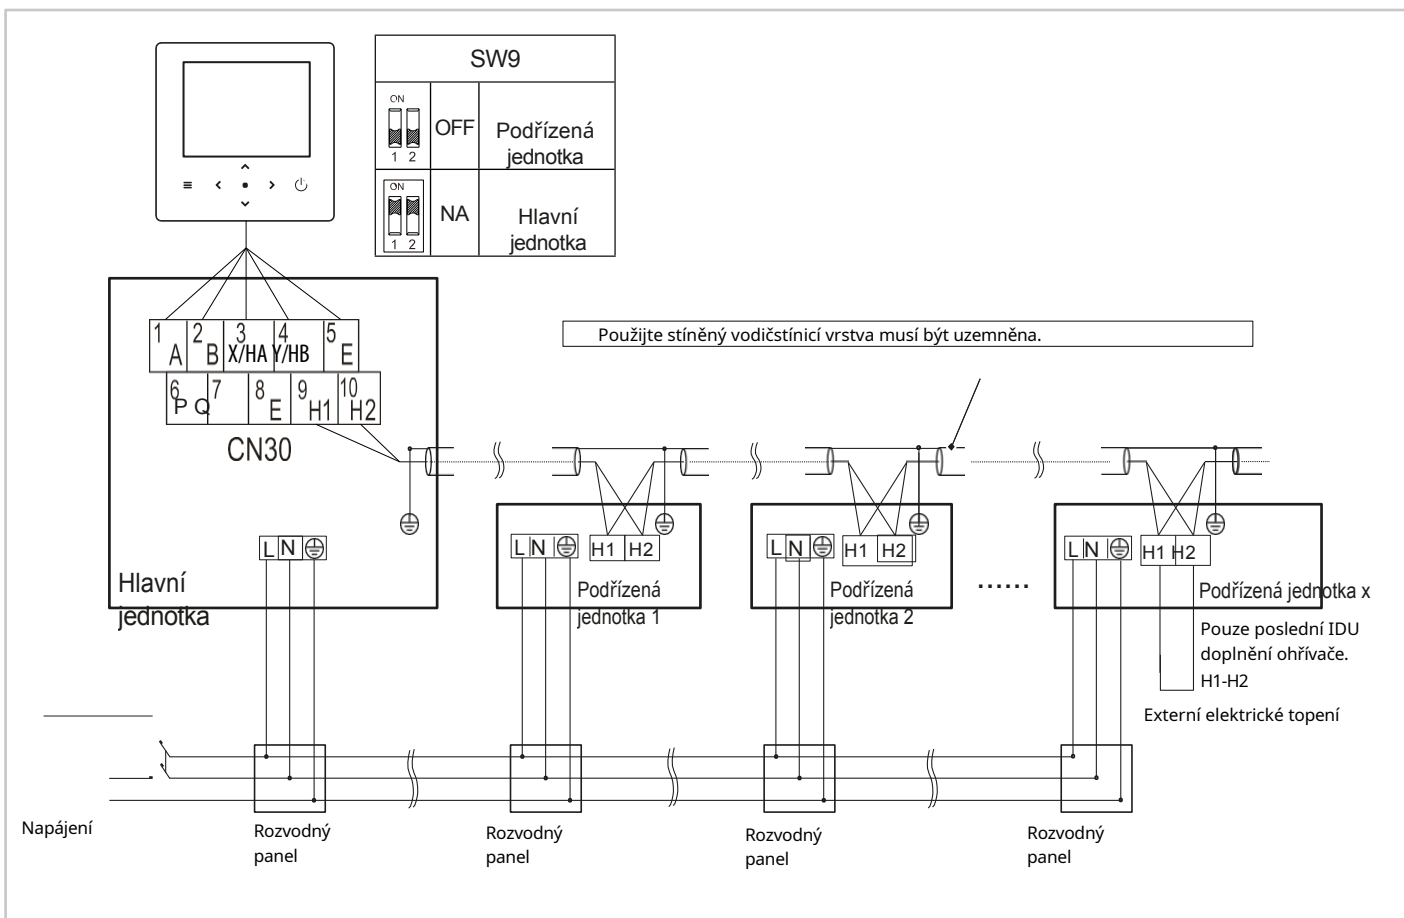 SW9
ON
1 2
OFF
Podřízená
jednotka
ON
1 2
NA
Hlavní
jednotka
1 2 3 4 5
A B X/HA Y/HB E
6 7 8 9 10
P Q E H1 H2
CN30
Použijte stíněný vodičstínicí vrstva musí být uzemněna.
L N
Hlavní
jednotka
L N H1 H2
Podřízená
jednotka 1
L N H1 H2
Podřízená
jednotka 2
......
L N H1 H2
Podřízená jednotka x
Pouze poslední IDU
doplnění ohřívače.
H1-H2
Externí elektrické topení
Napájení
Rozvodný
panel
Rozvodný
panel
Rozvodný
panel
Rozvodný
panel